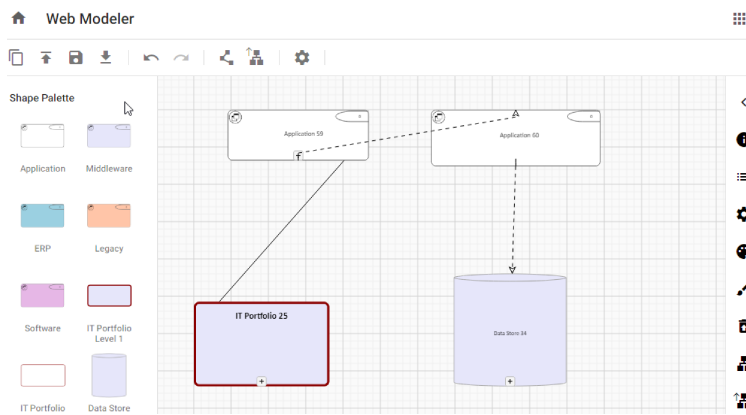 Web Modeler
Shape Palette
Application
Middleware
ERP
Legacy
Software
IT Portfolio
Level 1
IT Portfolio
Data Store
Application 59
Application 60
IT Portfolio 25
Data Store 34